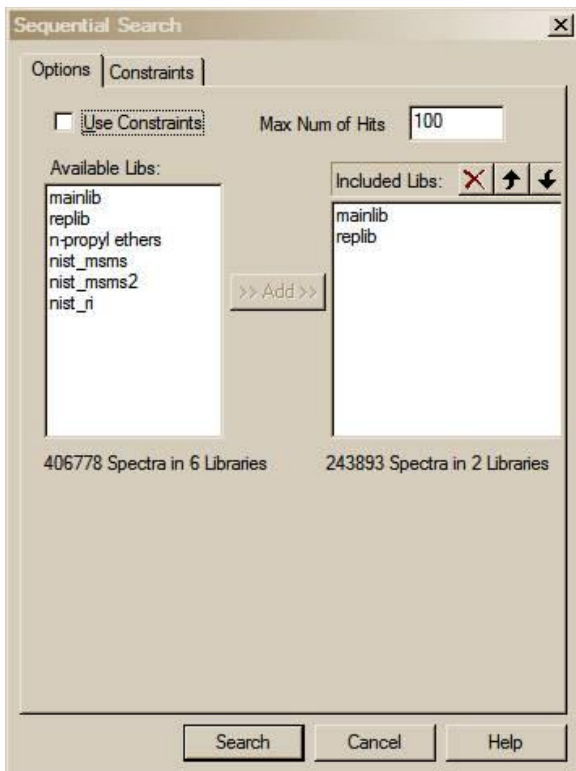 Sequential Search
Options
Constraints
Use Constraints
Max Num of Hits
100
Available Libs:
mainlib
replib
n-propyl ethers
nist_msms
nist_msms2
nist_ri
>> Add >>
Included Libs:
mainlib
replib
406778 Spectra in 6 Libraries
243893 Spectra in 2 Libraries
Search
Cancel
Help